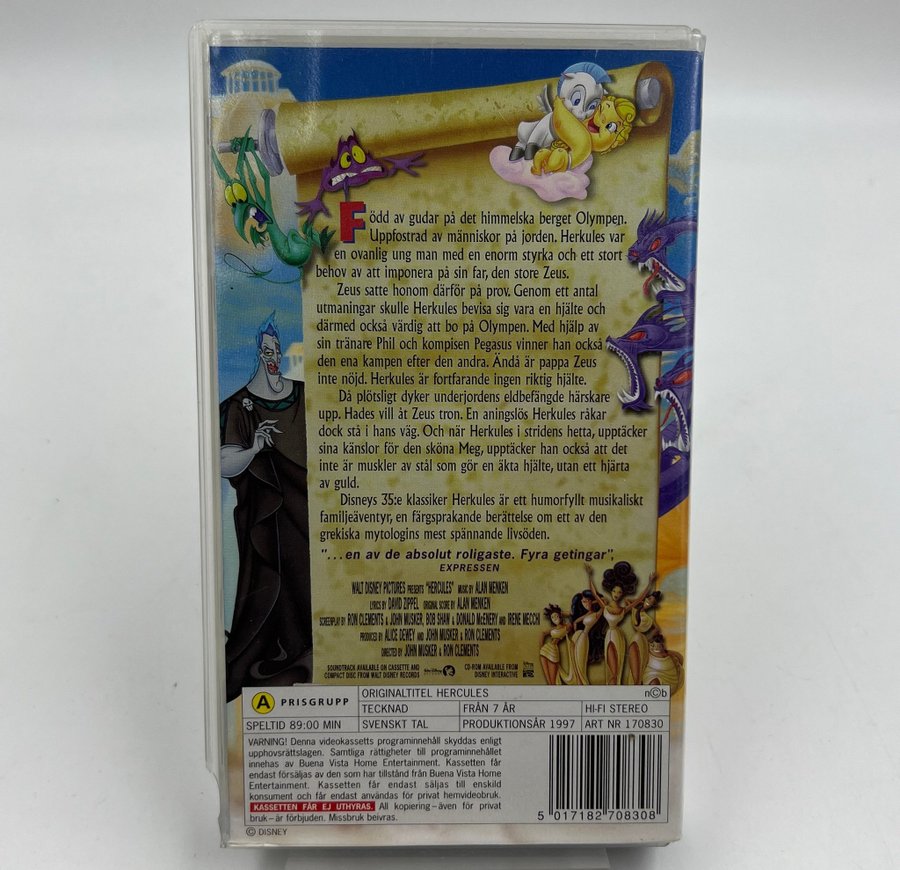 Född av gudar på det himmelska berget Olympen.
Uppfostrad av människor på jorden. Herkules var
en ovanlig ung man med en enorm styrka och ett stort
behov av att imponera på sin far, den store Zeus.
Zeus satte honom därför på prov. Genom ett antal
utmaningar skulle Herkules bevisa sig vara en hjälte och
därmed också värdig att bo på Olympen. Med hjälp av
sin tränare Phil och kompisen Pegasus vinner han också
den ena kampen efter den andra. Ändå är pappa Zeus
inte nöjd. Herkules är fortfarande ingen riktig hjälte.
Då plötsligt dyker underjordens eldbefängde härskare
upp. Hades vill åt Zeus tron. En aningslös Herkules råkar
dock stå i hans väg. Och när Herkules i stridens hetta, upptäcker
sina känslor för den sköna Meg, upptäcker han också att det
inte är muskler av stål som gör en äkta hjälte, utan ett hjärta
av guld.
Disneys 35:e klassiker Herkules är ett humorfyllt musikaliskt
familjeäventyr, en färgsprakande berättelse om ett av den
grekiska mytologins mest spännande livsöden.
"...en av de absolut roligaste. Fyra getingar",
EXPRESSEN
WALT DISNEY PICTURES PRESENTS "HERCULES" MUSIC BY ALAN MENKEN
LYRICS BY DAVID ZIPPEL ORIGINAL SCORE BY ALAN MENKEN
SCREENPLAY BY RON CLEMENTS & JOHN MUSKER, BOB SHAW & DONALD McENERY AND IRENE MECCHI
PRODUCED BY ALICE DEWEY AND JOHN MUSKER & RON CLEMENTS
DIRECTED BY JOHN MUSKER & RON CLEMENTS
SOUNDTRACK AVAILABLE ON CASSETTE AND
COMPACT DISC FROM WALT DISNEY RECORDS
CD-ROM AVAILABLE FROM
DISNEY INTERACTIVE
A PRISGRUPP
ORIGINALTITEL HERCULES
n©b
TECKNAD
FRÅN 7 ÅR
HI-FI STEREO
SPELTID 89:00 MIN
SVENSKT TAL
PRODUKTIONSÅR 1997
ART NR 170830
VARNING! Denna videokassetts programinnehåll skyddas enligt
upphovsrättslagen. Samtliga rättigheter till programinnehållet
innehas av Buena Vista Home Entertainment. Kassetten får
endast försäljas av den som har tillstånd från Buena Vista Home
Entertainment. Kassetten får endast säljas till enskild
konsument och får endast användas för privat hemvideobruk.
KASSETTEN FÅR EJ UTHYRAS. All kopiering – även för privat
bruk – är förbjuden. Missbruk beivras.
© DISNEY
5 017182 708308